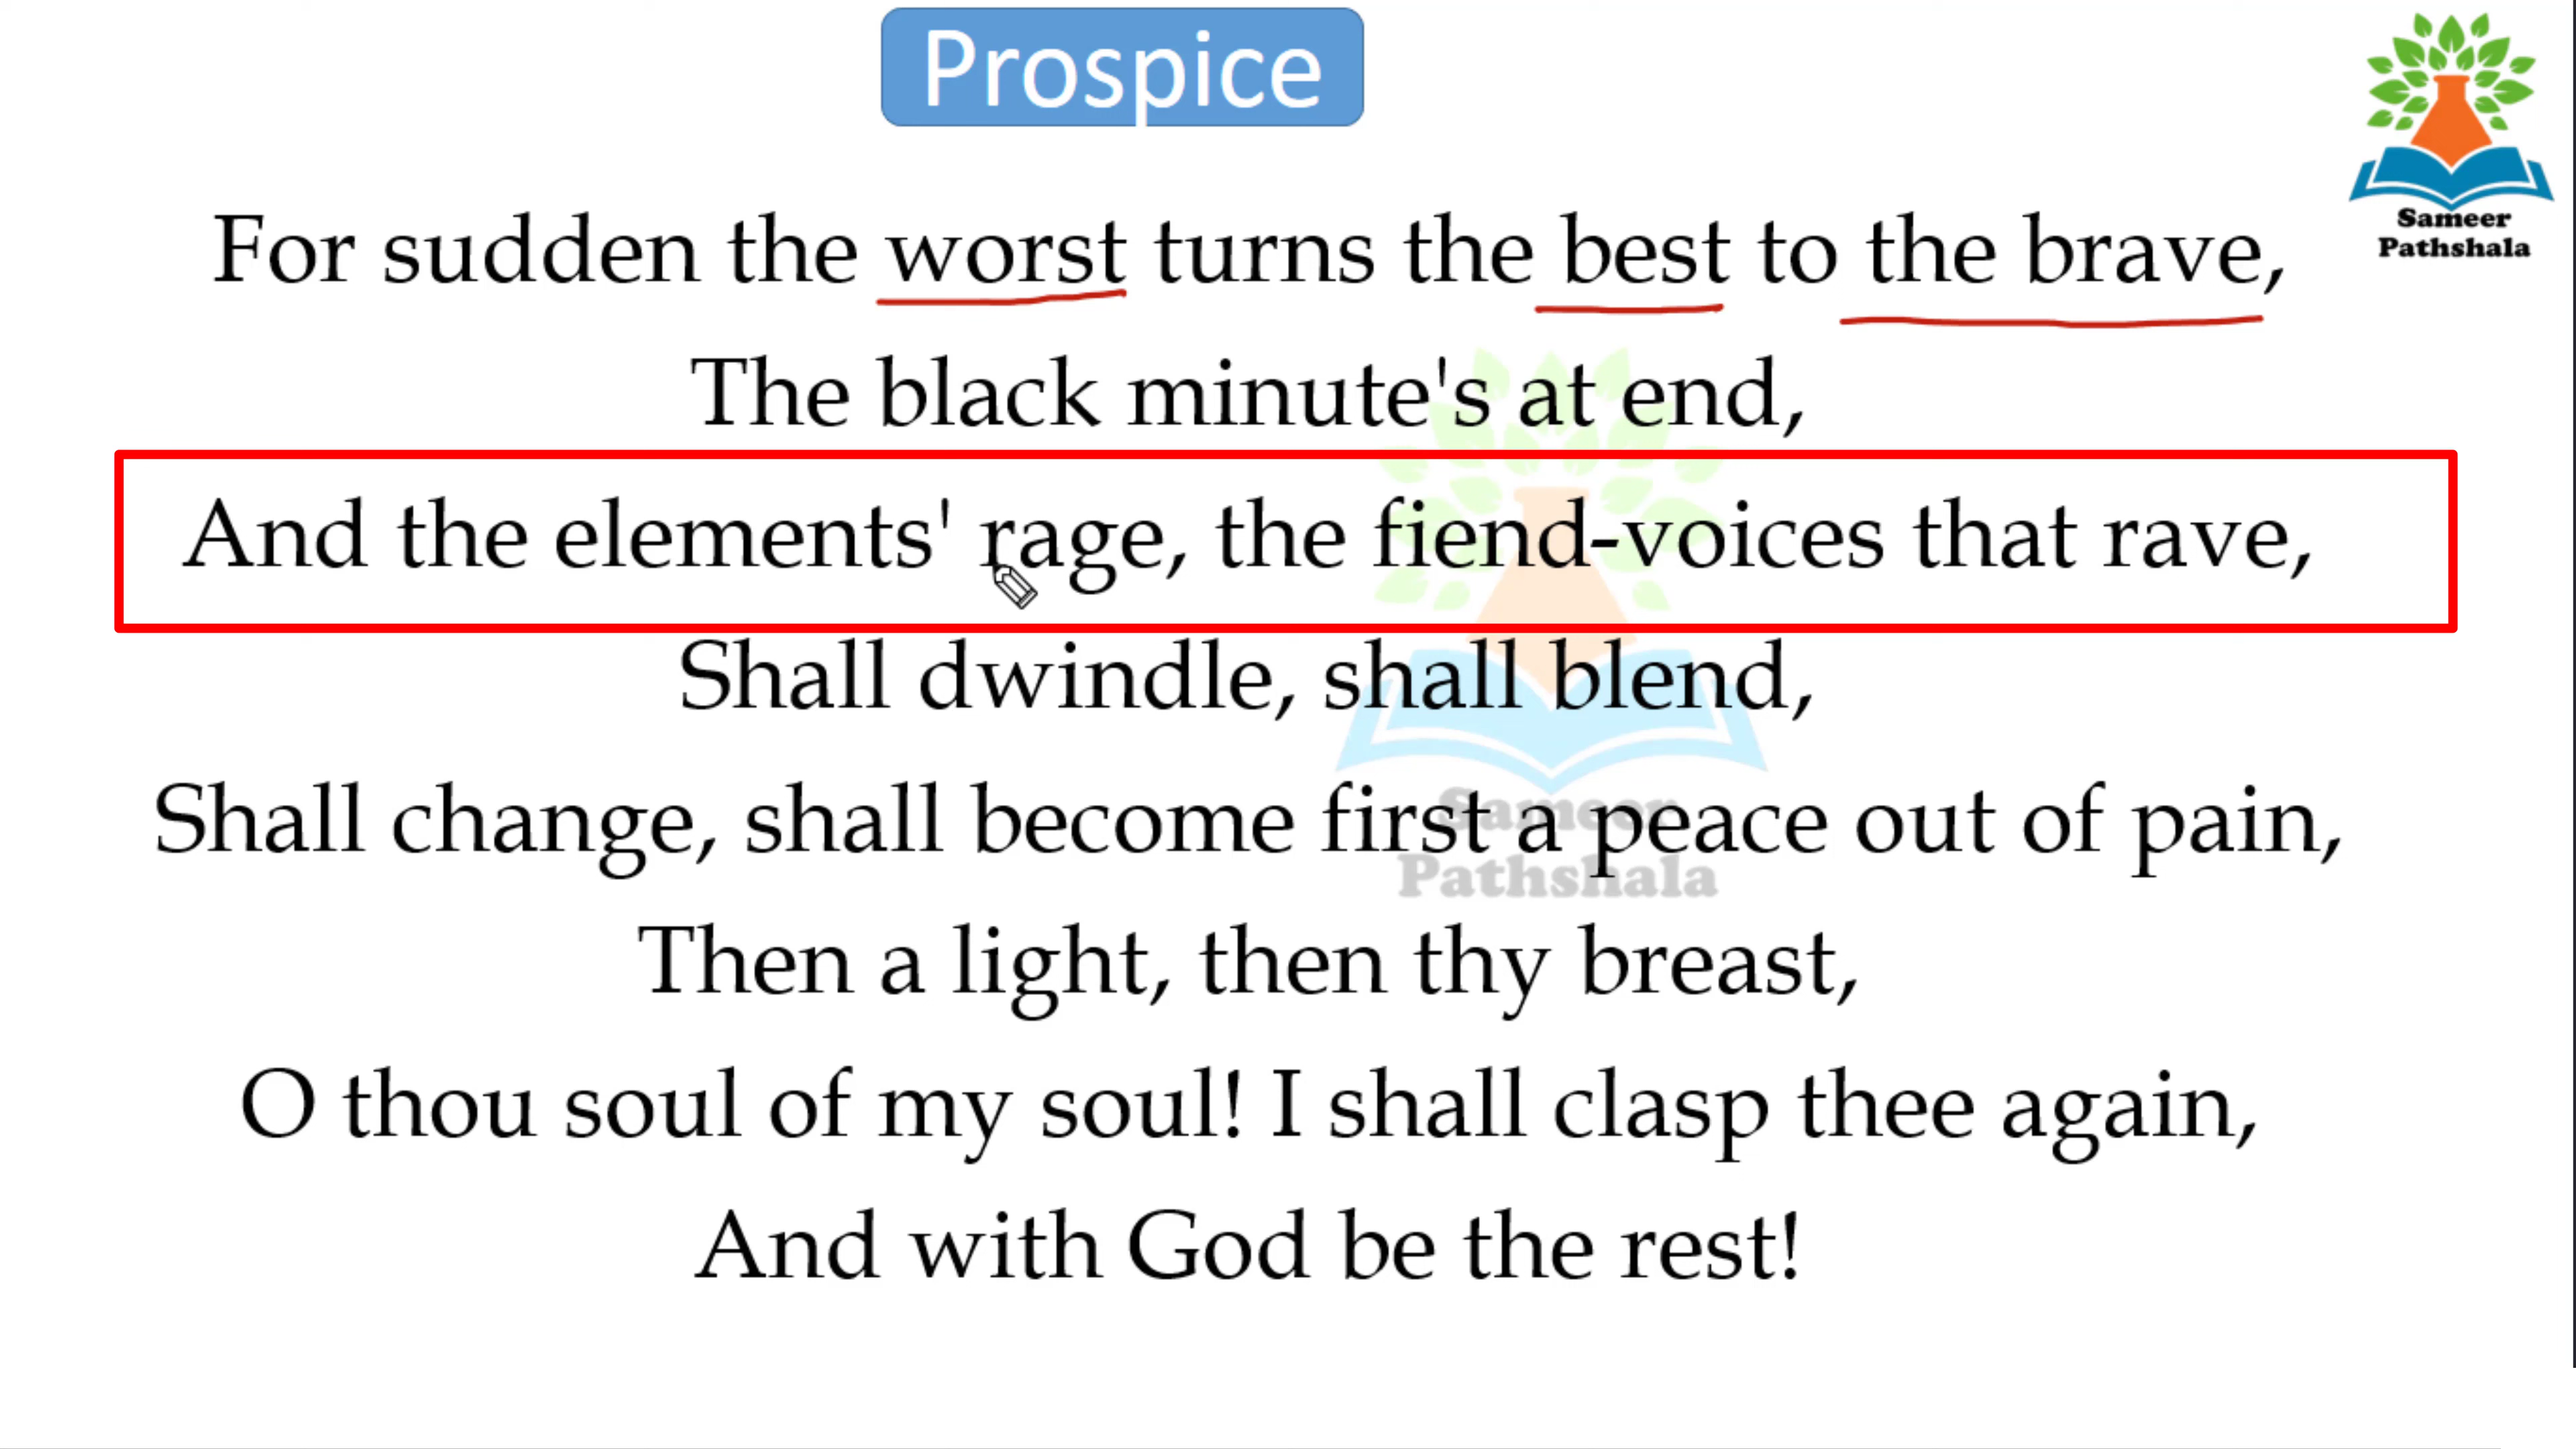 Prospice
Sameer
Pathshala
For sudden the worst turns the best to the brave,
The black minute's at end,
And the elements' rage, the fiend-voices that rave,
Shall dwindle, shall blend,
Shall change, shall become first a peace out of pain,
Sameer
Pathshala
Then a light, then thy breast,
O thou soul of my soul! I shall clasp thee again,
And with God be the rest!